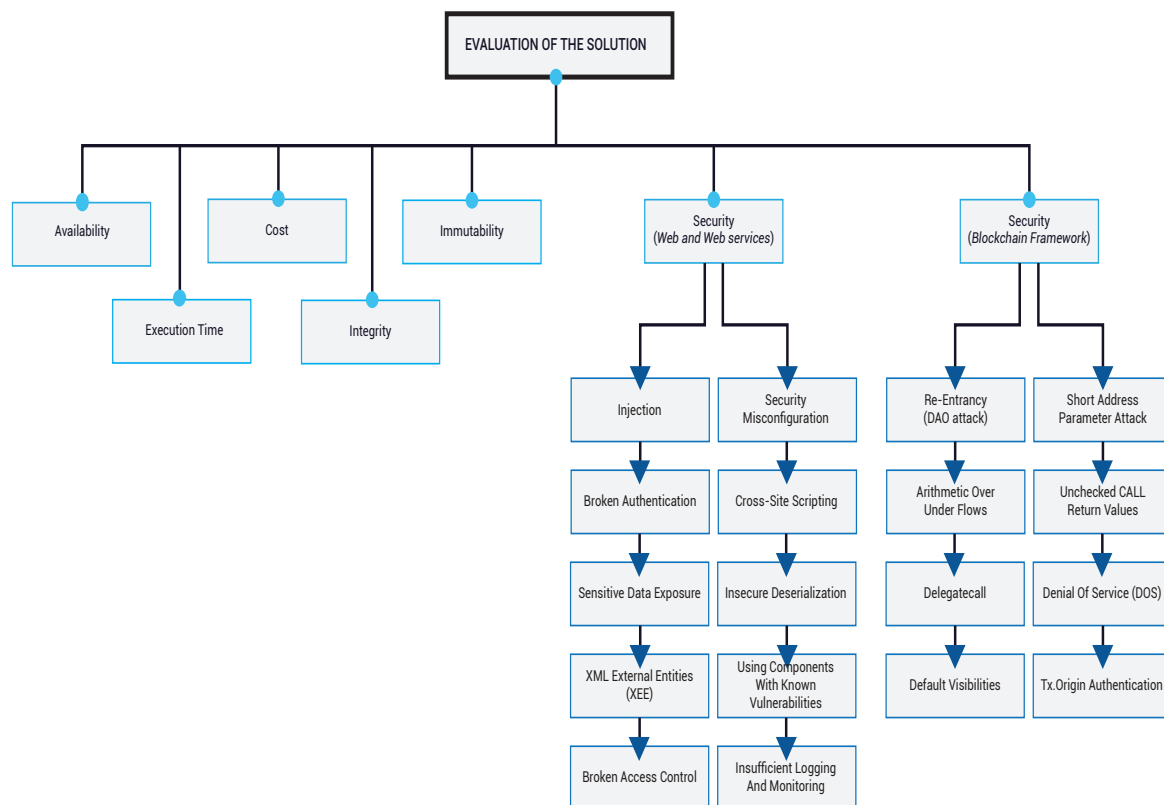 EVALUATION OF THE SOLUTION
Availability
Cost
Immutability
Security
(Web and Web services)
Security
(Blockchain Framework)
Execution Time
Integrity
Injection
Security
Misconfiguration
Re-Entrancy
(DAO attack)
Short Address
Parameter Attack
Broken Authentication
Cross-Site Scripting
Arithmetic Over
Under Flows
Unchecked CALL
Return Values
Sensitive Data Exposure
Insecure Deserialization
Delegatecall
Denial Of Service (DOS)
XML External Entities
(XEE)
Using Components
With Known
Vulnerabilities
Default Visibilities
Tx.Origin Authentication
Broken Access Control
Insufficient Logging
And Monitoring